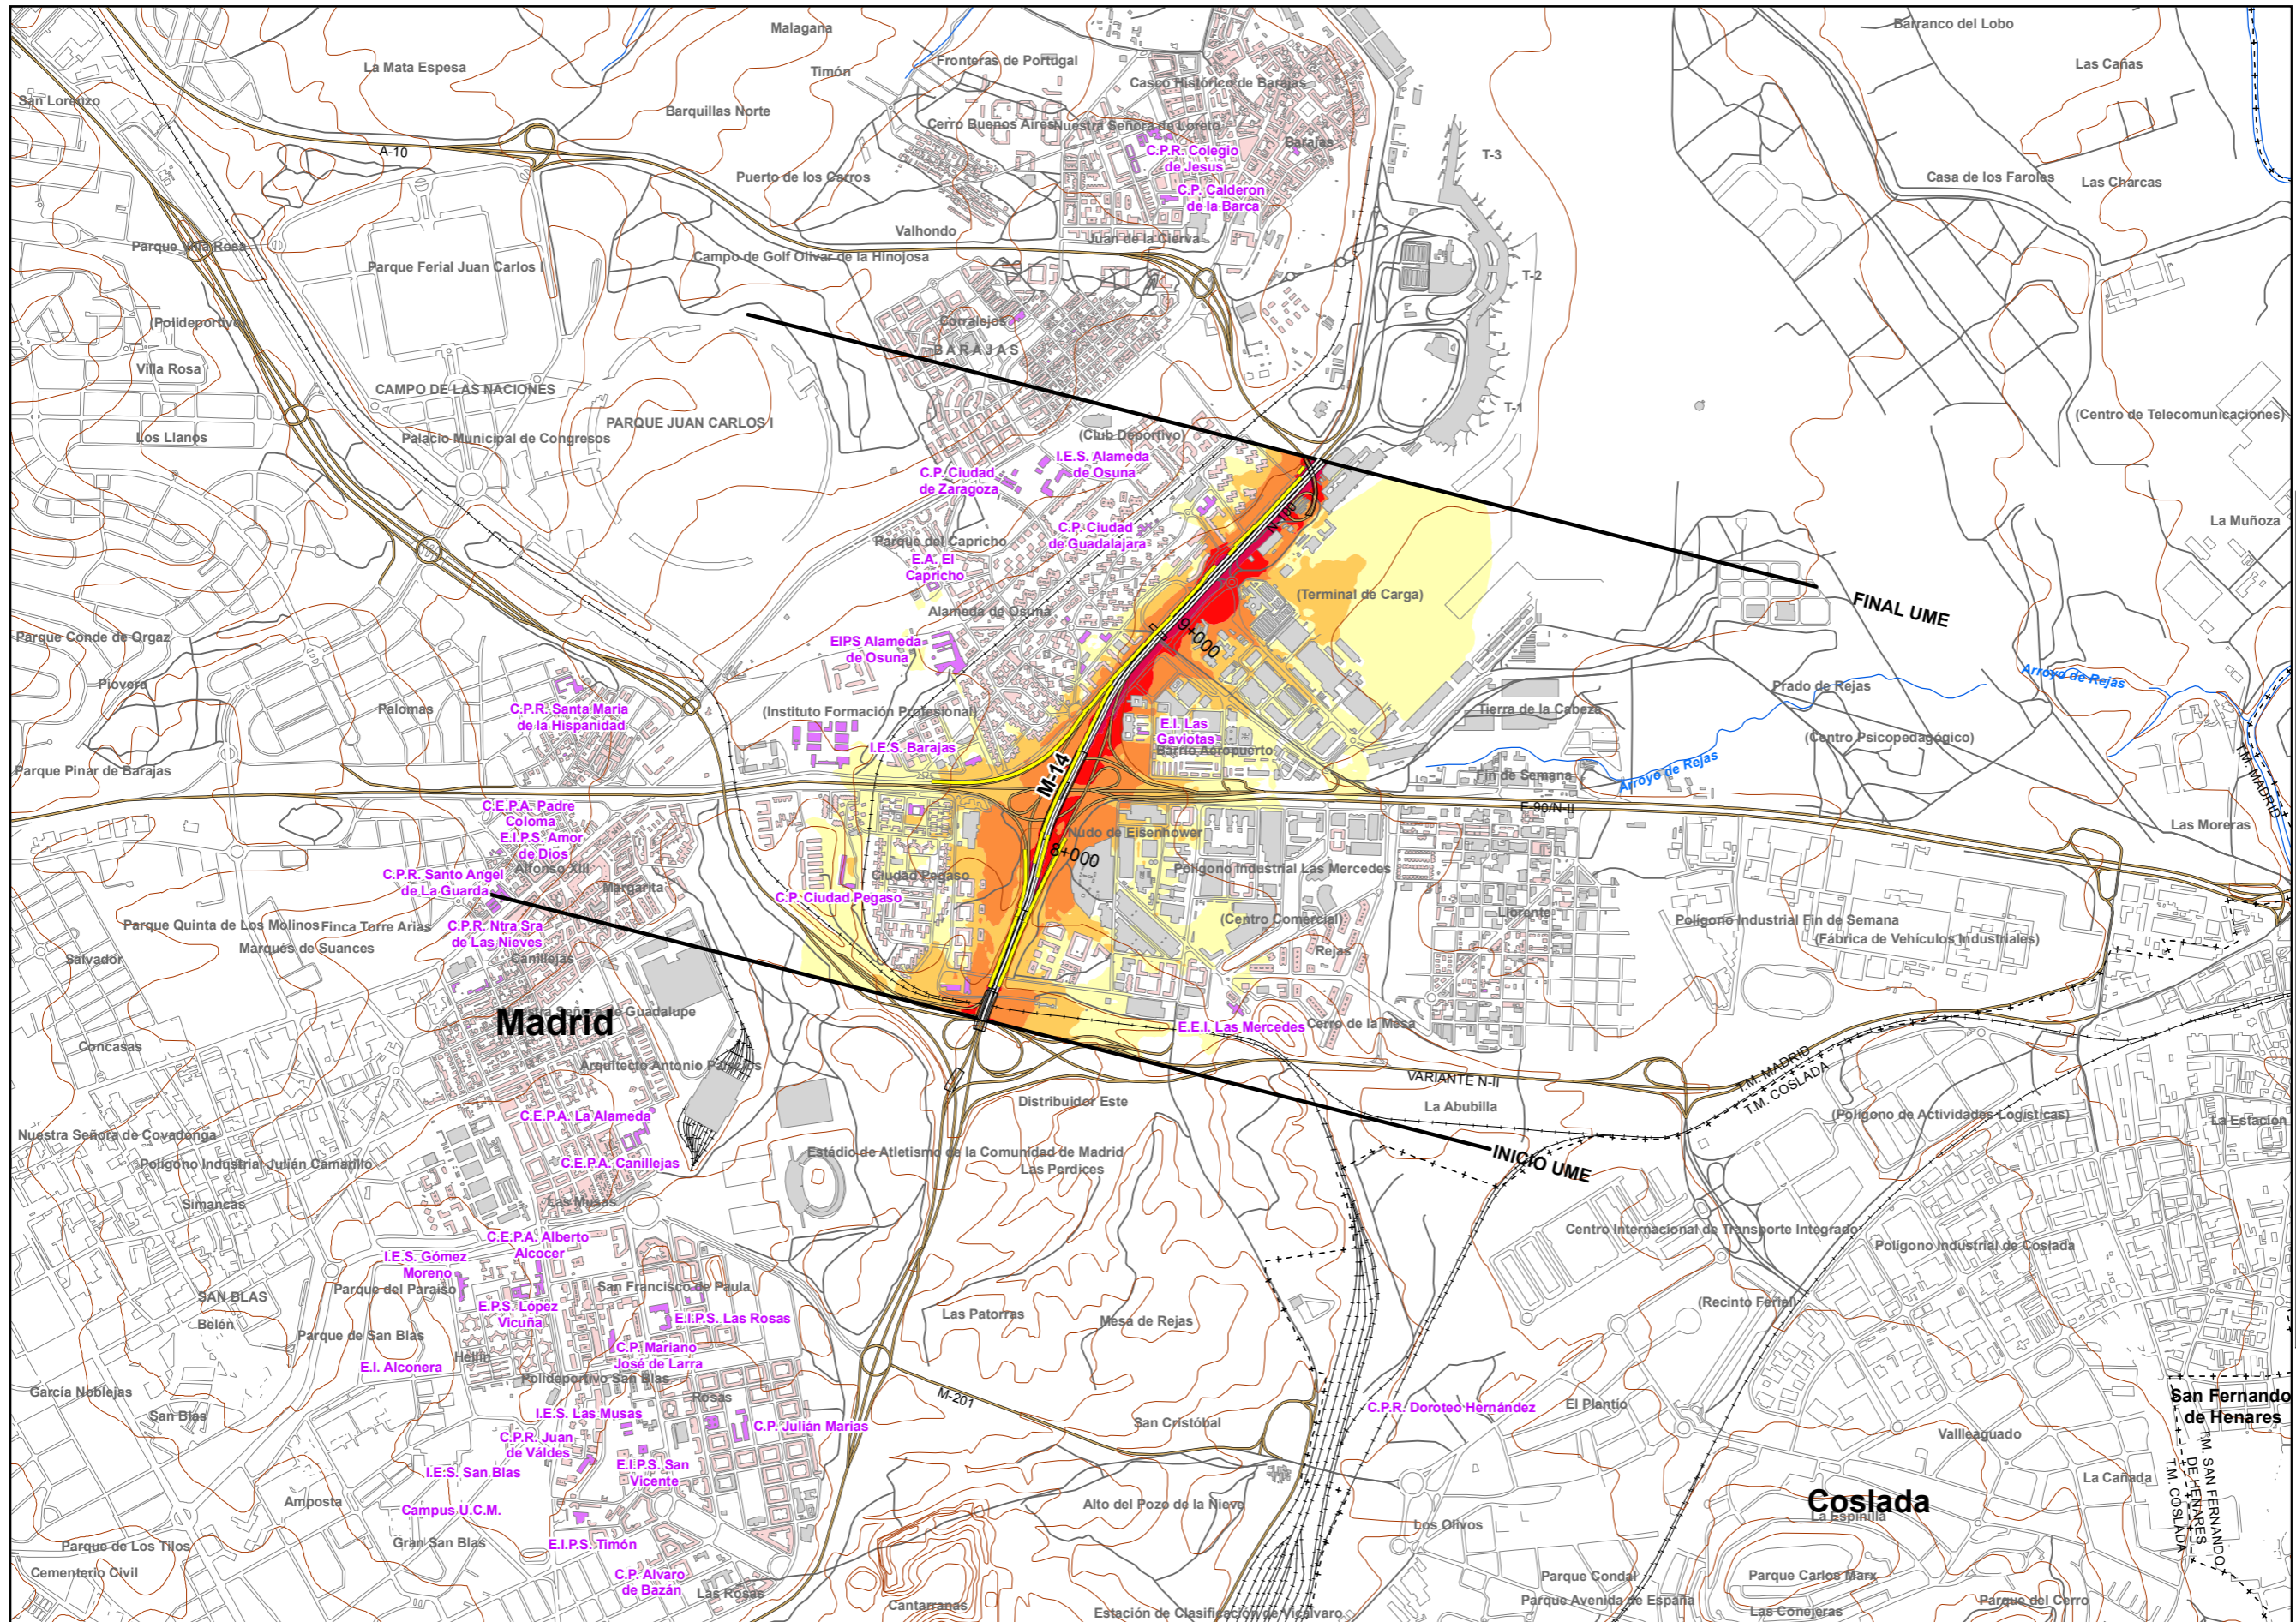 Malagana
Barranco del Lobo
La Mata Espesa
Timón
Fronteras de Portugal
Las Cañas
San Lorenzo
Barquillas Norte
Casco Histórico de Barajas
Cerro Buenos Aires
Nuestra Señora de Loreto
Barajas
A-10
C.P.R. Colegio
de Jesus
T-3
Puerto de los Carros
Casa de los Faroles
Las Charcas
C.P. Calderon
de la Barca
Valhondo
Juan de la Cierva
Parque Villa Rosa
Parque Ferial Juan Carlos I
Campo de Golf Olivar de la Hinojosa
T-2
(Polideportivo)
Corralejos
BARAJAS
Villa Rosa
CAMPO DE LAS NACIONES
T-1
(Centro de Telecomunicaciones)
PARQUE JUAN CARLOS I
Los Llanos
Palacio Municipal de Congresos
(Club Deportivo)
I.E.S. Alameda
de Osuna
C.P. Ciudad
de Zaragoza
La Muñoza
C.P. Ciudad
de Guadalajara
Parque del Capricho
E.A. El
Capricho
(Terminal de Carga)
FINAL UME
Alameda de Osuna
9+000
Parque Conde de Orgaz
EIPS Alameda
de Osuna
Arroyo de Rejas
Piovera
Prado de Rejas
Palomas
C.P.R. Santa Maria
de la Hispanidad
(Instituto Formación Profesional)
Tierra de la Cabeza
E.I. Las
Gaviotas
Barrio Aeropuerto
I.E.S. Barajas
(Centro Psicopedagógico)
Parque Pinar de Barajas
M-14
Fin de Semana
Arroyo de Rejas
T.M. MADRID
E-90/N-II
C.E.P.A. Padre
Coloma
E.I.P.S. Amor
de Dios
Nudo de Eisenhower
Las Moreras
8+000
Alfonso XIII
C.P.R. Santo Angel
de La Guarda
Margarita
Ciudad Pegaso
Polígono Industrial Las Mercedes
C.P. Ciudad Pegaso
Parque Quinta de Los Molinos
Finca Torre Arias
C.P.R. Ntra Sra
de Las Nieves
(Centro Comercial)
Llorente
Polígono Industrial Fin de Semana
Marqués de Suances
(Fábrica de Vehículos Industriales)
Salvador
Canillejas
Rejas
Nuestra Señora de Guadalupe
Madrid
E.E.I. Las Mercedes
Cerro de la Mesa
Concasas
Arquitecto Antonio Palacios
VARIANTE N-II
T.M. MADRID
T.M. COSLADA
Distribuidor Este
La Abubilla
C.E.P.A. La Alameda
(Polígono de Actividades Logísticas)
La Estación
Nuestra Señora de Covadonga
Polígono Industrial Julián Camarillo
C.E.P.A. Canillejas
Estádio de Atletismo de la Comunidad de Madrid
Las Perdices
INICIO UME
Simancas
Las Musas
Centro Internacional de Transporte Integrado
Polígono Industrial de Coslada
C.E.P.A. Alberto
Alcocer
I.E.S. Gómez
Moreno
Parque del Paraiso
San Francisco de Paula
SAN BLAS
Belén
E.P.S. López
Vicuña
E.I.P.S. Las Rosas
Las Patorras
Mesa de Rejas
(Recinto Ferial)
Parque de San Blas
Hellín
C.P. Mariano
José de Larra
E.I. Alconera
Polideportivo San Blas
García Noblejas
Rosas
M-201
San Fernando
de Henares
San Blas
I.E.S. Las Musas
C.P. Julián Marias
San Cristóbal
C.P.R. Doroteo Hernández
El Plantío
C.P.R. Juan
de Váldes
Vallleaguado
I.E.S. San Blas
E.I.P.S. San
Vicente
La Cañada
T.M. SAN FERNANDO
DE HENARES
T.M. COSLADA
Amposta
Campus U.C.M.
Alto del Pozo de la Nieve
Coslada
La Espinilla
Los Olivos
Parque de Los Tilos
Gran San Blas
E.I.P.S. Timón
Cementerio Civil
C.P. Alvaro
de Bazán
Las Rosas
Parque Condal
Parque Carlos Marx
Cantarranas
Parque Avenida de España
Parque del Cerro
Estación de Clasificación de Vicálvaro
Las Conejeras